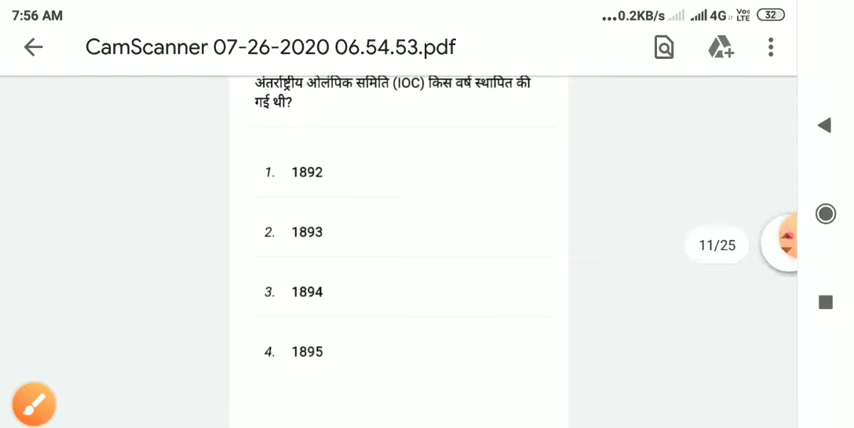 7:56 AM
...0.2KB/s 4G Vo) LTE 32
CamScanner 07-26-2020 06.54.53.pdf
अंतर्राष्ट्रीय ओलंपिक समिति (IOC) किस वर्ष स्थापित की
गई थी?
1. 1892
2. 1893
11/25
3. 1894
4. 1895